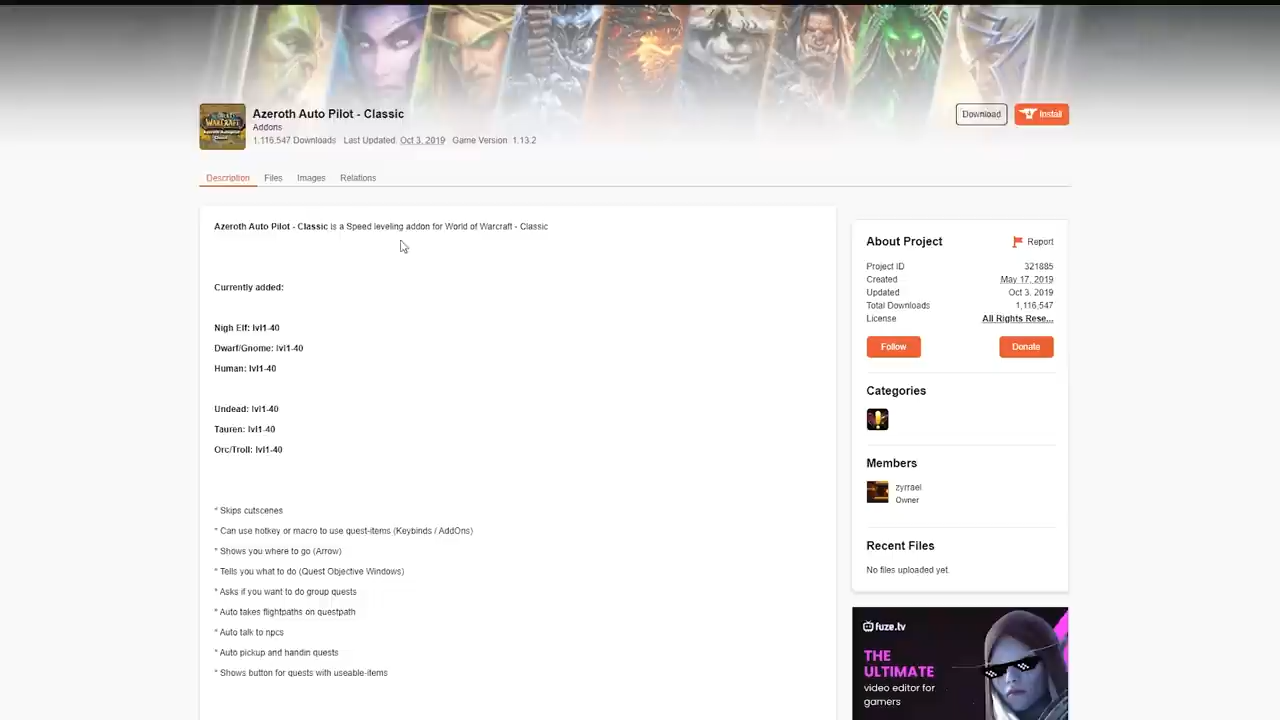 Azeroth Auto Pilot - Classic
Addons
1,116,547 Downloads Last Updated: Oct 3, 2019 Game Version: 1.13.2
Download
Install
Description Files Images Relations
Azeroth Auto Pilot - Classic is a Speed leveling addon for World of Warcraft - Classic
Currently added:
Nigh Elf: lvl1-40
Dwarf/Gnome: lvl1-40
Human: lvl1-40
Undead: lvl1-40
Tauren: lvl1-40
Orc/Troll: lvl1-40
* Skips cutscenes
* Can use hotkey or macro to use quest-items (Keybinds / AddOns)
* Shows you where to go (Arrow)
* Tells you what to do (Quest Objective Windows)
* Asks if you want to do group quests
* Auto takes flightpaths on questpath
* Auto talk to npcs
* Auto pickup and handin quests
* Shows button for quests with useable-items
About Project
Report
Project ID 321885
Created May 17, 2019
Updated Oct 3, 2019
Total Downloads 1,116,547
License All Rights Rese...
Follow
Donate
Categories
Members
zyrrael
Owner
Recent Files
No files uploaded yet.
fuze.tv
THE
ULTIMATE
video editor for
gamers